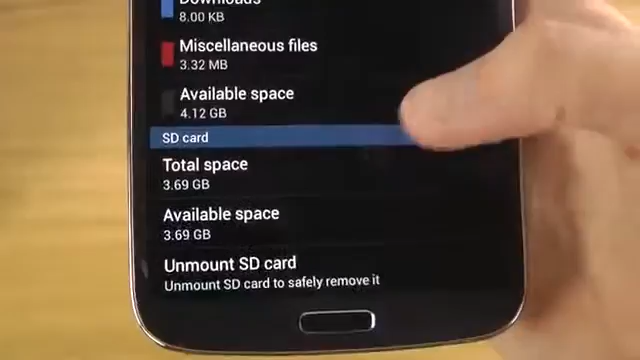 Downloads
8.00 KB
Miscellaneous files
3.32 MB
Available space
4.12 GB
SD card
Total space
3.69 GB
Available space
3.69 GB
Unmount SD card
Unmount SD card to safely remove it